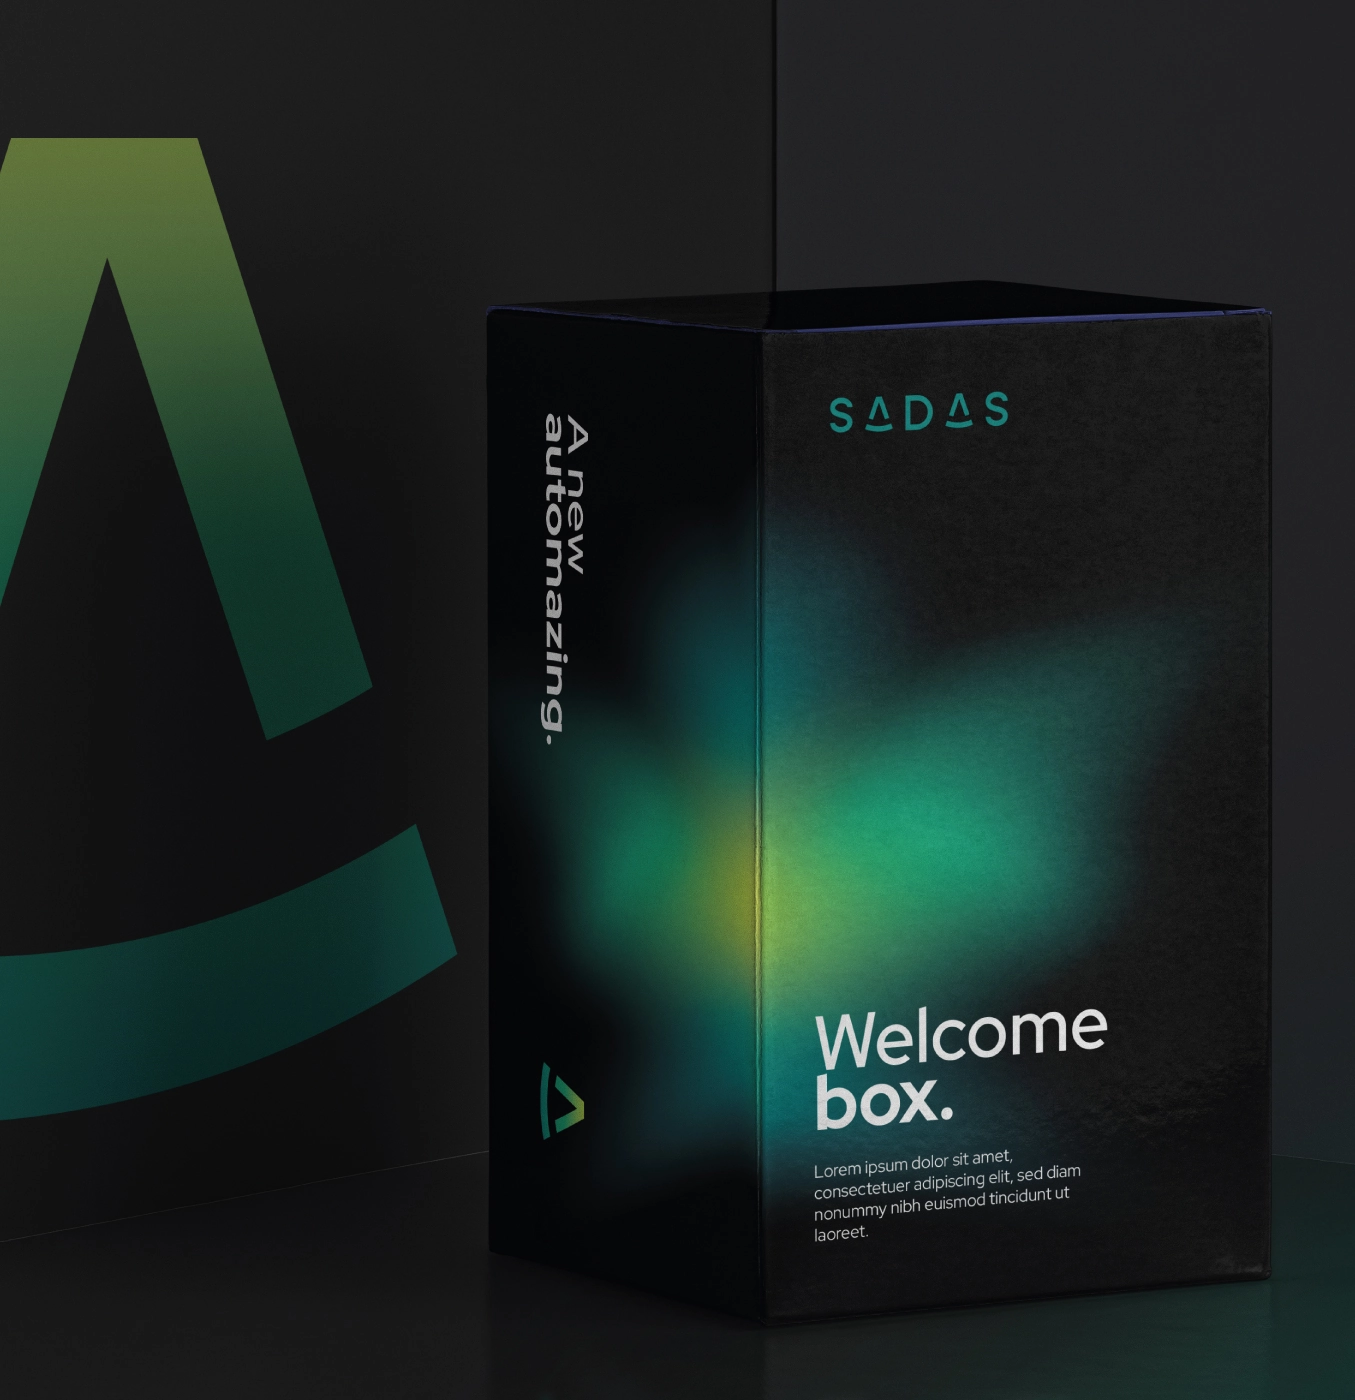 A new
automazing.
SADAS
Welcome
box.
Lorem ipsum dolor sit amet,
consectetuer adipiscing elit, sed diam
nonummy nibh euismod tincidunt ut
laoreet.